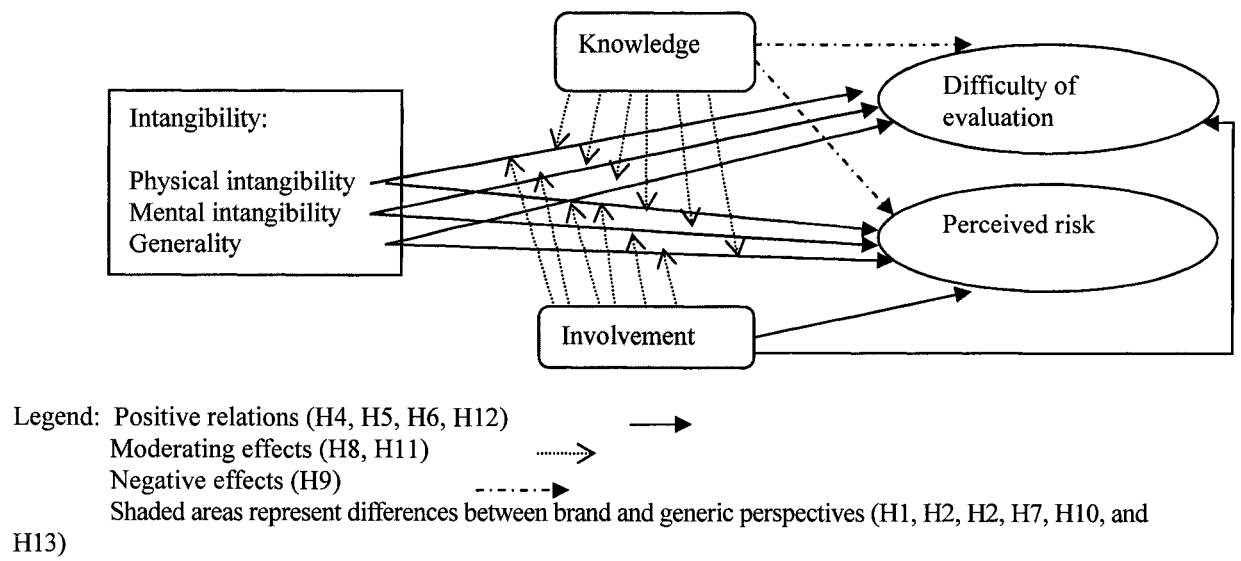 Knowledge
Difficulty of
evaluation
Intangibility:
Physical intangibility
Mental intangibility
Generality
Perceived risk
Involvement
Legend: Positive relations (H4, H5, H6, H12)
Moderating effects (H8, H11)
Negative effects (H9)
Shaded areas represent differences between brand and generic perspectives (H1, H2, H2, H7, H10, and
H13)